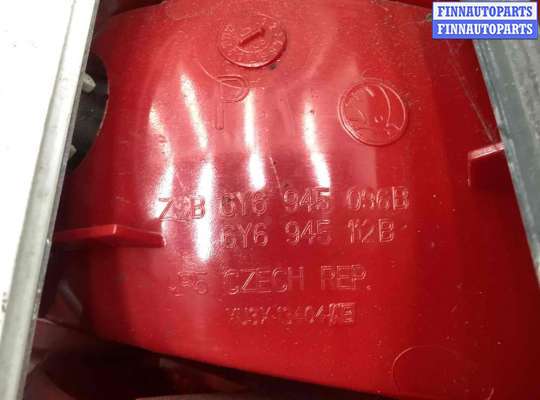 FINNAUTOPARTS
FINNAUTOPARTS
P
6Y6 945 096B
6Y6 945 112B
CZECH REP.